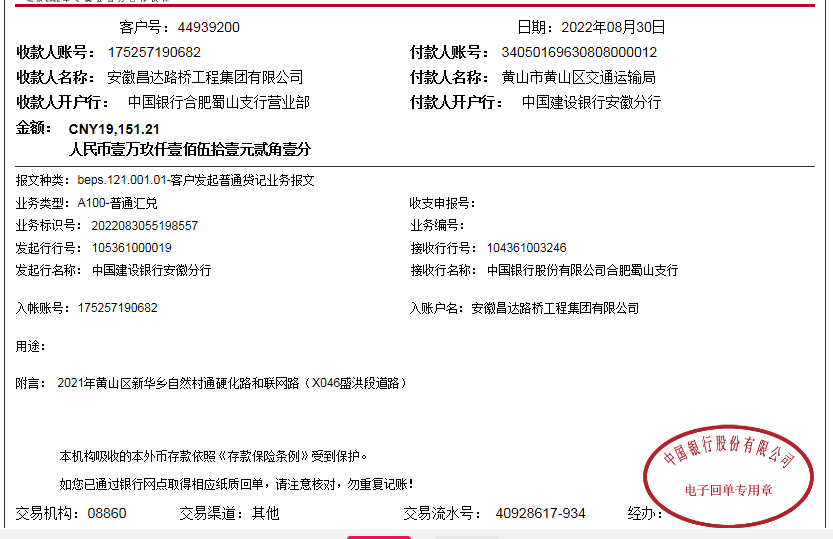 客户号：44939200 日期：2022年08月30日
收款人账号：175257190682 付款人账号：34050169630808000012
收款人名称：安徽昌达路桥工程集团有限公司 付款人名称：黄山市黄山区交通运输局
收款人开户行：中国银行合肥蜀山支行营业部 付款人开户行：中国建设银行安徽分行
金额：CNY19,151.21
人民币壹万玖仟壹佰伍拾壹元贰角壹分
报文种类：beps.121.001.01-客户发起普通贷记业务报文
业务类型：A100-普通汇兑 收支申报号：
业务标识号：2022083055198557 业务编号：
发起行行号：105361000019 接收行行号：104361003246
发起行名称：中国建设银行安徽分行 接收行名称：中国银行股份有限公司合肥蜀山支行
入帐账号：175257190682 入账户名：安徽昌达路桥工程集团有限公司
用途：
附言：2021年黄山区新华乡自然村通硬化路和联网路（X046盛洪段道路）
中国银行股份有限公司
本机构吸收的本外币存款依照《存款保险条例》受到保护。
如您已通过银行网点取得相应纸质回单，请注意核对，勿重复记账！
电子回单专用章
交易机构：08860 交易渠道：其他 交易流水号：40928617-934 经办：